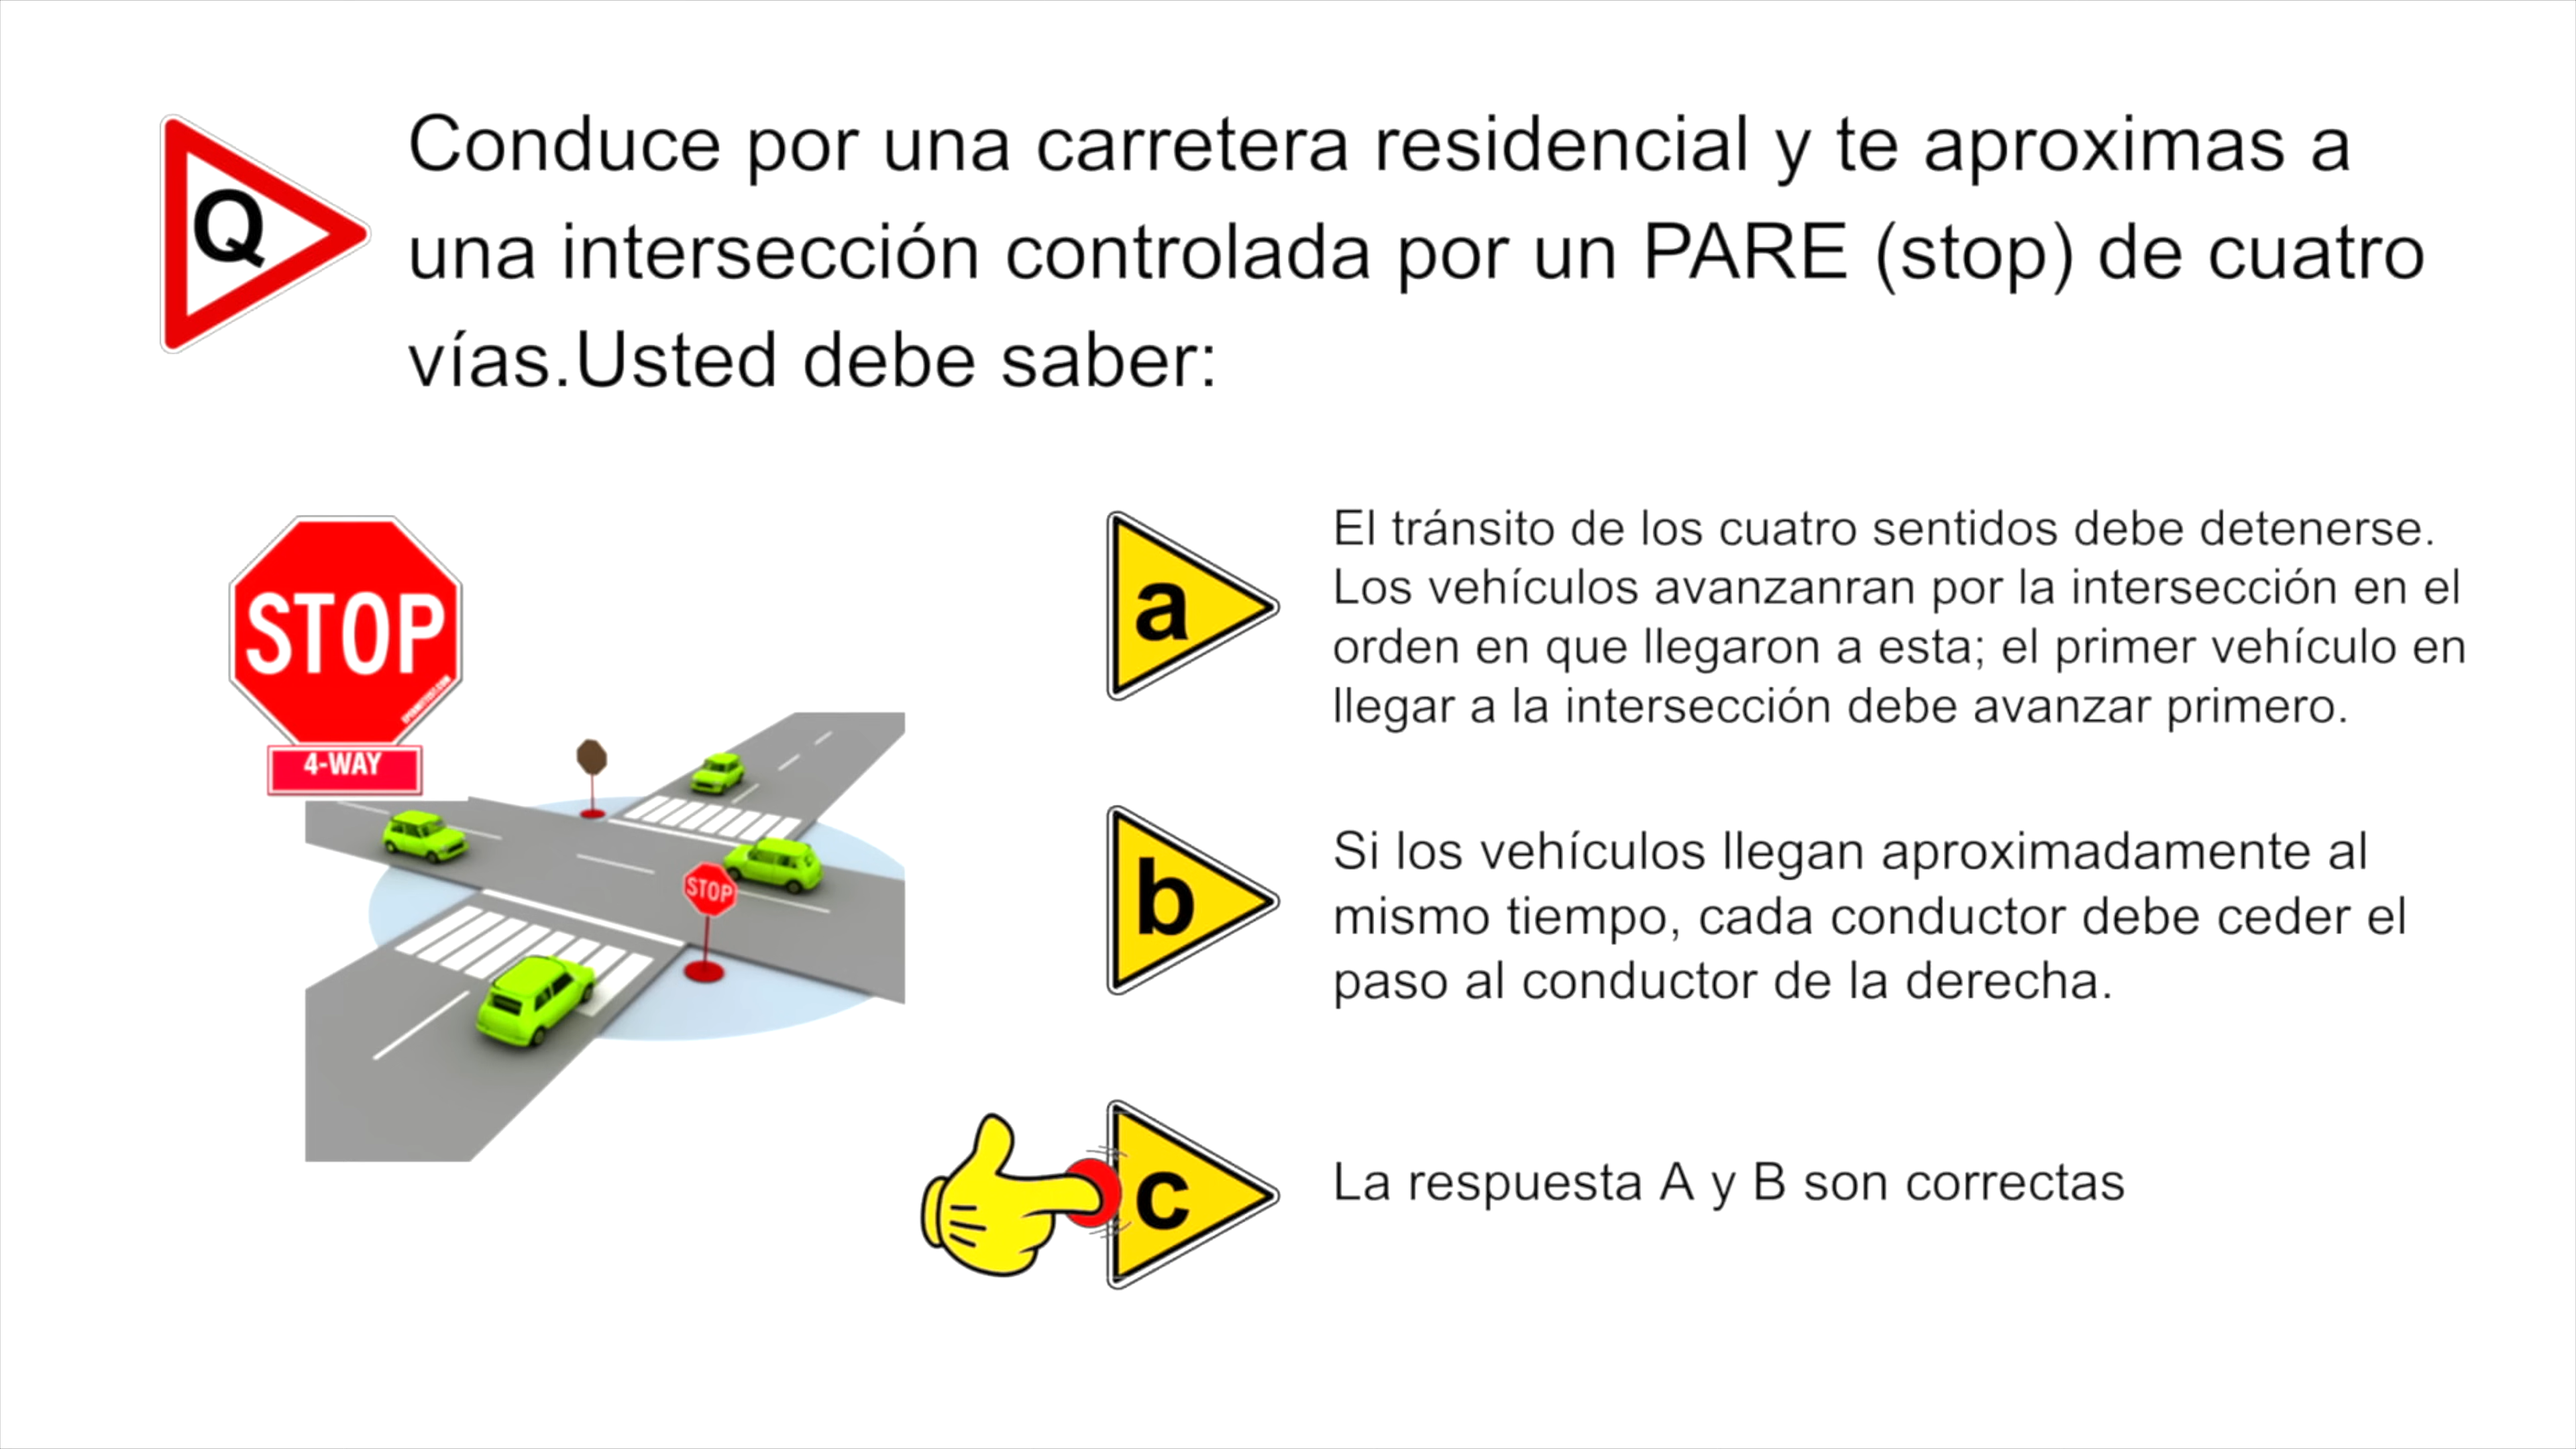 Q
Conduce por una carretera residencial y te aproximas a
una intersección controlada por un PARE (stop) de cuatro
vías.Usted debe saber:
STOP
4-WAY
STOP
a
El tránsito de los cuatro sentidos debe detenerse.
Los vehículos avanzanran por la intersección en el
orden en que llegaron a esta; el primer vehículo en
llegar a la intersección debe avanzar primero.
b
Si los vehículos llegan aproximadamente al
mismo tiempo, cada conductor debe ceder el
paso al conductor de la derecha.
c
La respuesta A y B son correctas